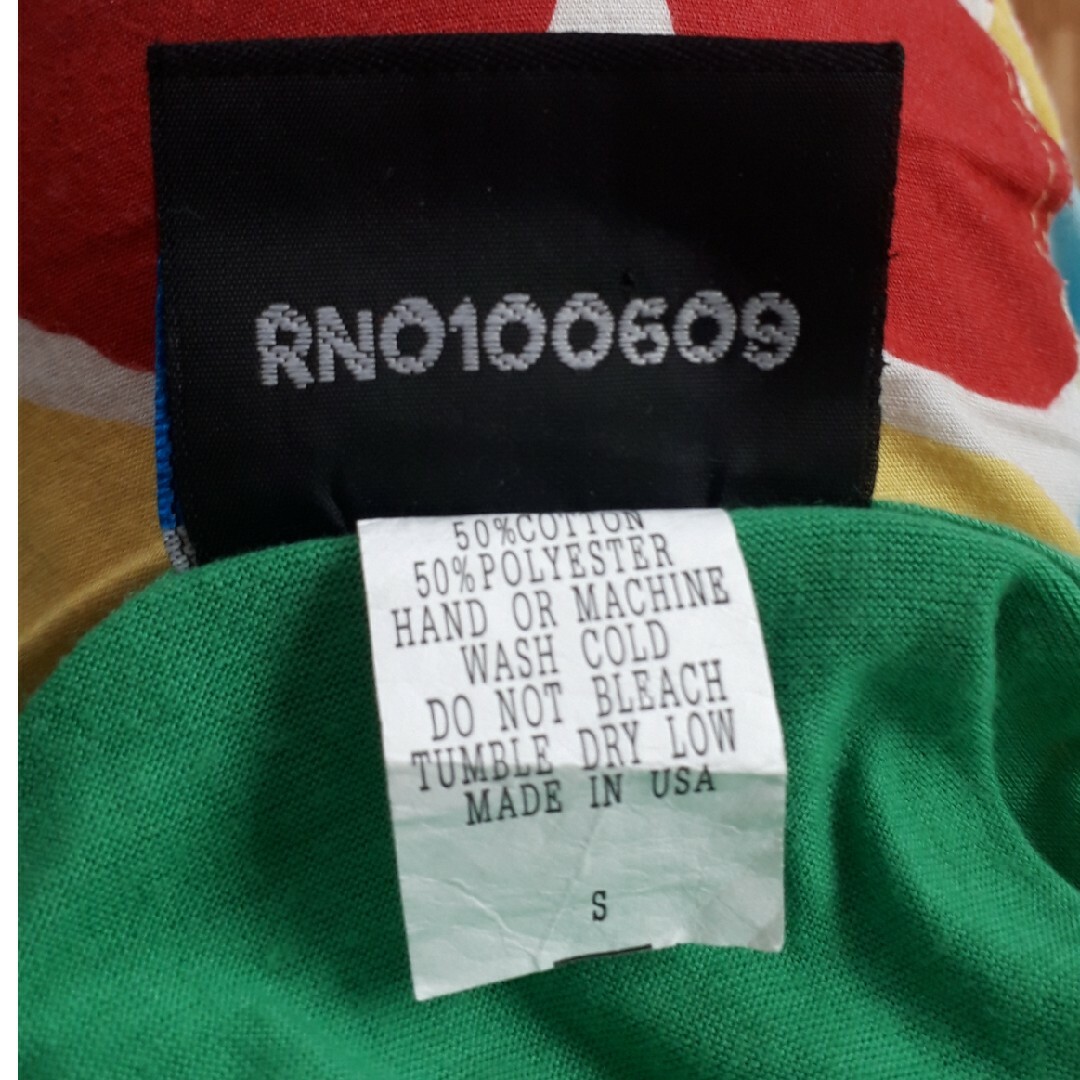 RN0100609
50%COTTON
50%POLYESTER
HAND OR MACHINE
WASH COLD
DO NOT BLEACH
TUMBLE DRY LOW
MADE IN USA
S